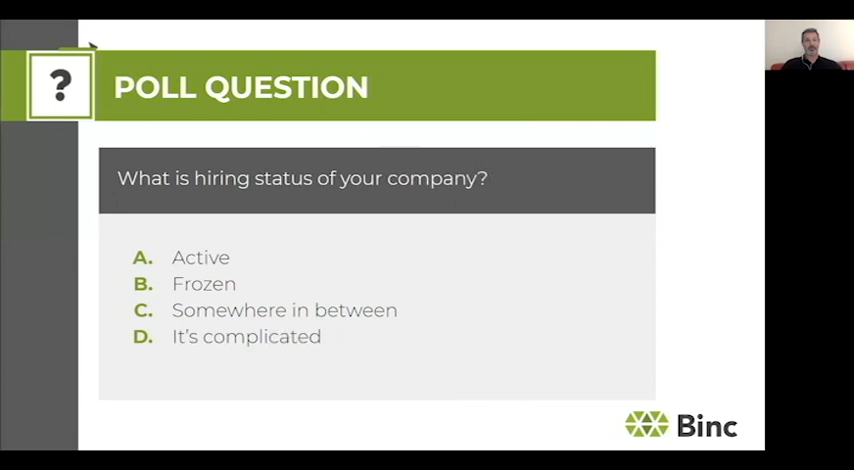 ?
POLL QUESTION
What is hiring status of your company?
A. Active
B. Frozen
C. Somewhere in between
D. It's complicated
Binc